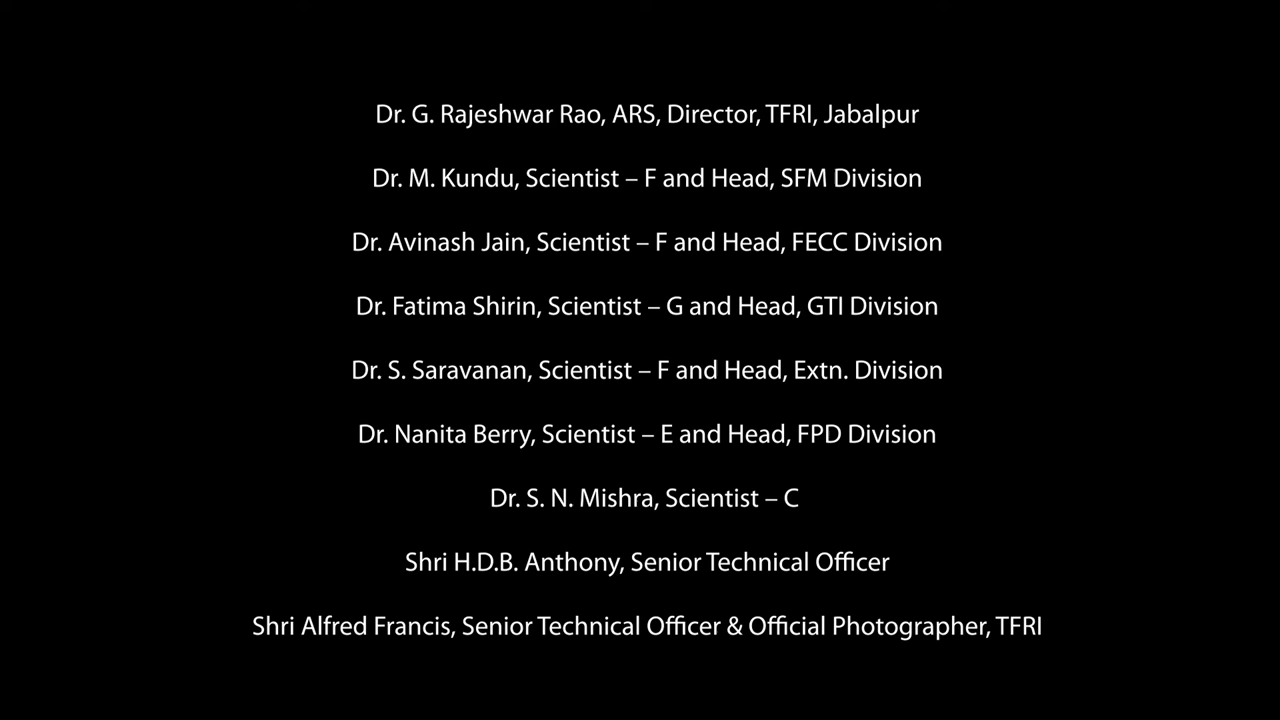 Dr. G. Rajeshwar Rao, ARS, Director, TFRI, Jabalpur
Dr. M. Kundu, Scientist – F and Head, SFM Division
Dr. Avinash Jain, Scientist – F and Head, FECC Division
Dr. Fatima Shirin, Scientist – G and Head, GTI Division
Dr. S. Saravanan, Scientist – F and Head, Extn. Division
Dr. Nanita Berry, Scientist – E and Head, FPD Division
Dr. S. N. Mishra, Scientist – C
Shri H.D.B. Anthony, Senior Technical Officer
Shri Alfred Francis, Senior Technical Officer & Official Photographer, TFRI